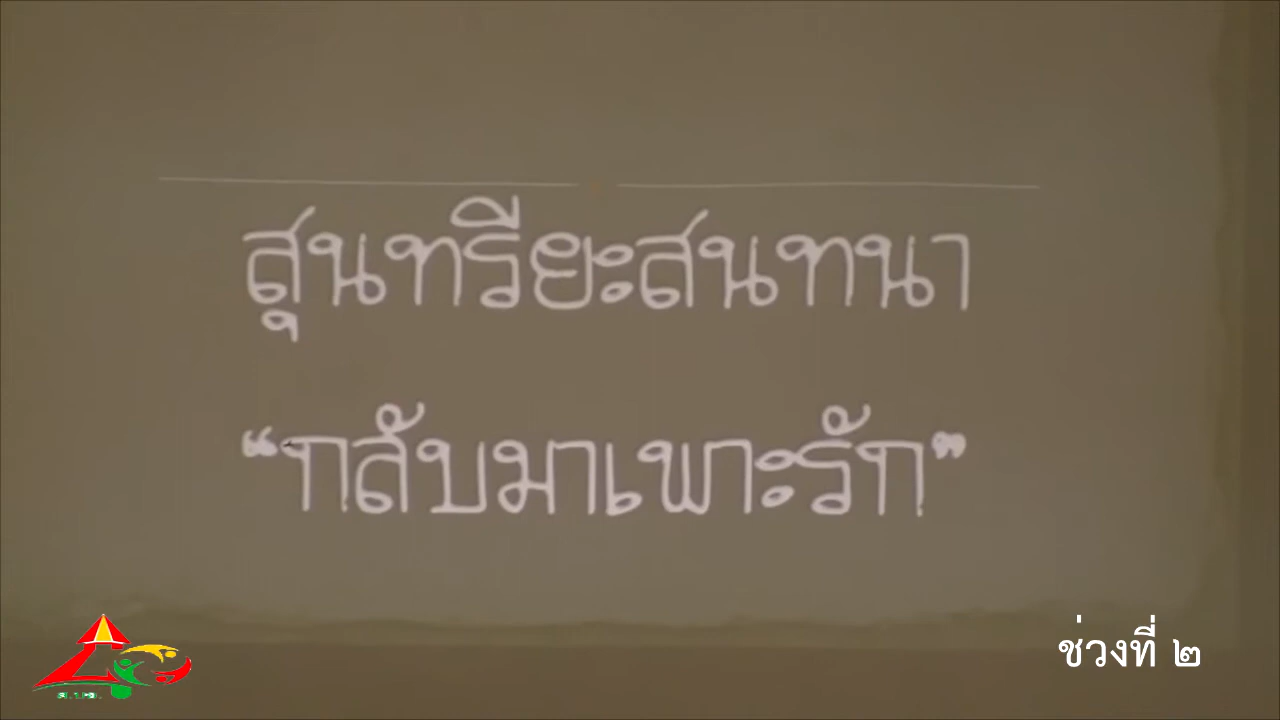 สุนทรียะสนทนา
“กลับมาเพาะรัก”
ช่วงที่ ๒